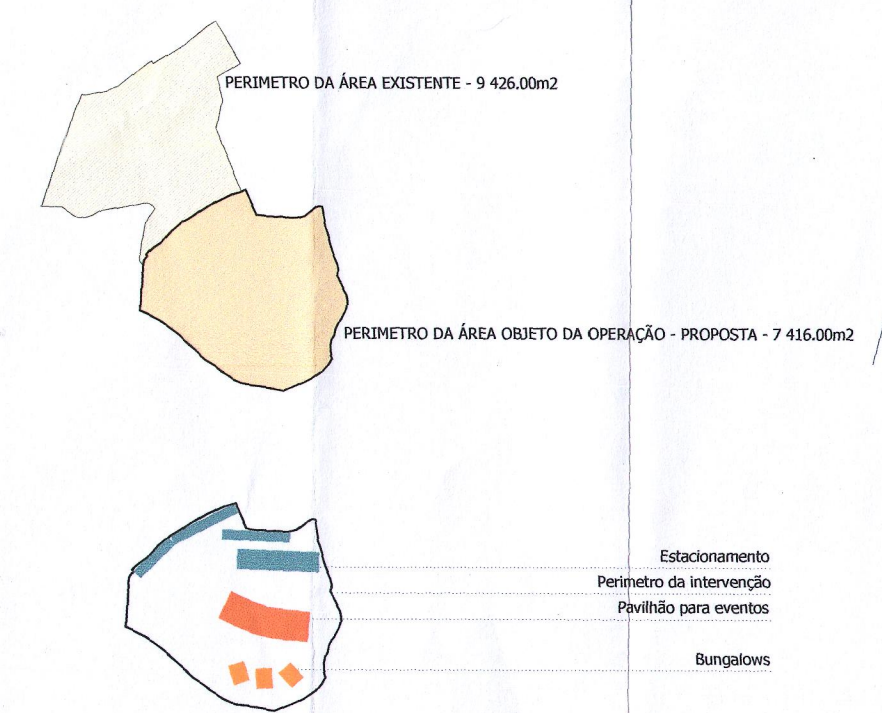 PERIMETRO DA ÁREA EXISTENTE - 9 426.00m2
PERIMETRO DA ÁREA OBJETO DA OPERAÇÃO - PROPOSTA - 7 416.00m2
Estacionamento
Perimetro da intervenção
Pavilhão para eventos
Bungalows